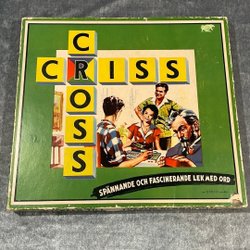 CRISS
CROSS
SPÄNNANDE OCH FASCINERANDE LEK MED ORD